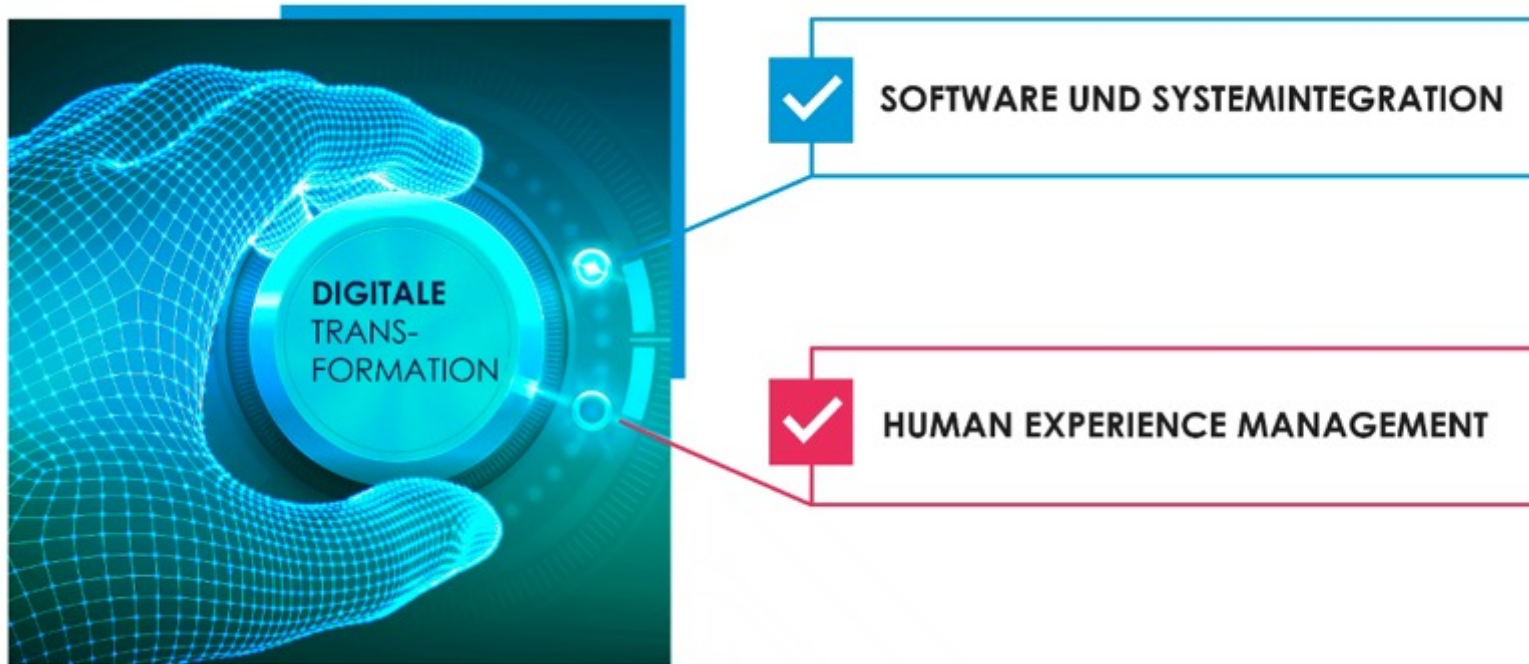 DIGITALE
TRANS-
FORMATION
SOFTWARE UND SYSTEMINTEGRATION
HUMAN EXPERIENCE MANAGEMENT